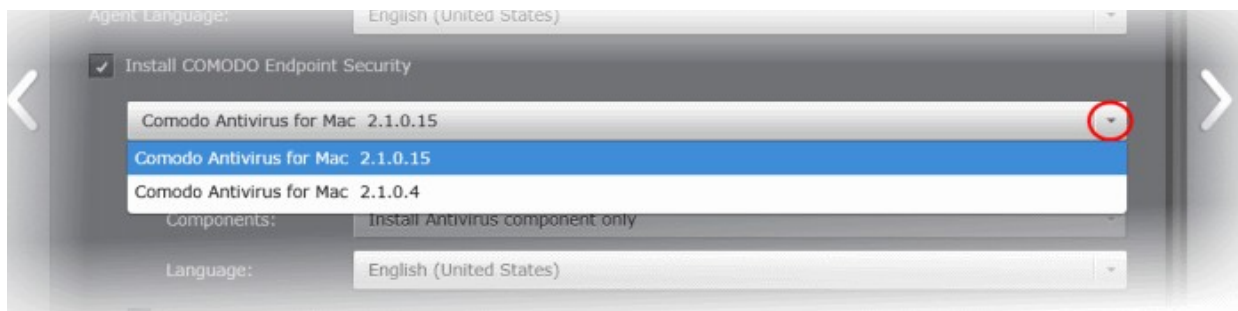 Agent Language: English (United States)
Install COMODO Endpoint Security
Comodo Antivirus for Mac 2.1.0.15
Comodo Antivirus for Mac 2.1.0.15
Comodo Antivirus for Mac 2.1.0.4
Components: Install Antivirus component only
Language: English (United States)